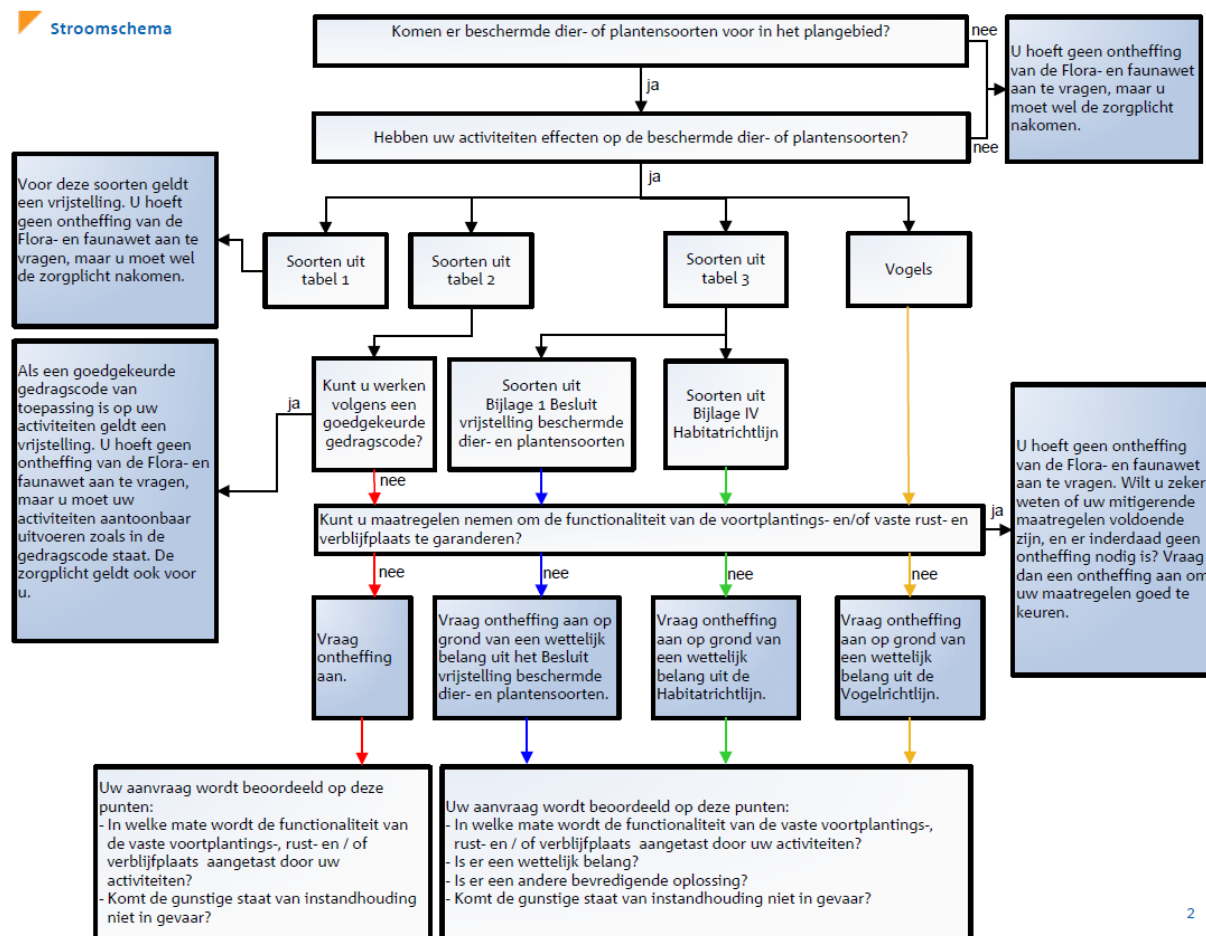 Stroomschema
Komen er beschermde dier- of plantensoorten voor in het plangebied?
nee
U hoeft geen ontheffing
van de Flora- en faunawet
aan te vragen, maar u
moet wel de zorgplicht
nakomen.
ja
Hebben uw activiteiten effecten op de beschermde dier- of plantensoorten?
nee
ja
Voor deze soorten geldt
een vrijstelling. U hoeft
geen ontheffing van de
Flora- en faunawet aan te
vragen, maar u moet wel
de zorgplicht nakomen.
Soorten uit
tabel 1
Soorten uit
tabel 2
Soorten uit
tabel 3
Vogels
Als een goedgekeurde
gedragscode van
toepassing is op uw
activiteiten geldt een
vrijstelling. U hoeft geen
ontheffing van de Flora- en
faunawet aan te vragen,
maar u moet uw
activiteiten aantoonbaar
uitvoeren zoals in de
gedragscode staat. De
zorgplicht geldt ook voor
u.
ja
Kunt u werken
volgens een
goedgekeurde
gedragscode?
Soorten uit
Bijlage 1 Besluit
vrijstelling beschermde
dier- en plantensoorten
Soorten uit
Bijlage IV
Habitatrichtlijn
nee
Kunt u maatregelen nemen om de functionaliteit van de voortplantings- en/of vaste rust- en
verblijfplaats te garanderen?
ja
U hoeft geen ontheffing
van de Flora- en faunawet
aan te vragen. Wilt u zeker
weten of uw mitigerende
maatregelen voldoende
zijn, en er inderdaad geen
ontheffing nodig is? Vraag
dan een ontheffing aan om
uw maatregelen goed te
keuren.
nee
nee
nee
nee
Vraag
ontheffing
aan.
Vraag ontheffing aan op
grond van een wettelijk
belang uit het Besluit
vrijstelling beschermde
dier- en plantensoorten.
Vraag ontheffing
aan op grond van
een wettelijk
belang uit de
Habitatrichtlijn.
Vraag ontheffing
aan op grond van
een wettelijk
belang uit de
Vogelrichtlijn.
Uw aanvraag wordt beoordeeld op deze
punten:
- In welke mate wordt de functionaliteit van
de vaste voortplantings-, rust- en / of
verblijfplaats aangetast door uw
activiteiten?
- Komt de gunstige staat van instandhouding
niet in gevaar?
Uw aanvraag wordt beoordeeld op deze punten:
- In welke mate wordt de functionaliteit van de vaste voortplantings-,
rust- en / of verblijfplaats aangetast door uw activiteiten?
- Is er een wettelijk belang?
- Is er een andere bevredigende oplossing?
- Komt de gunstige staat van instandhouding niet in gevaar?
2